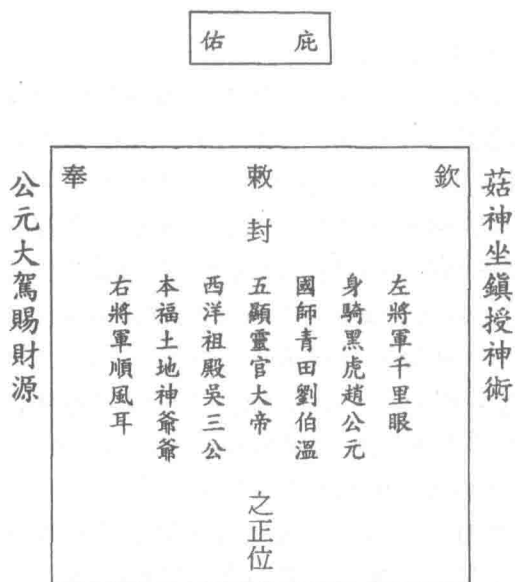 庇佑
菇神坐鎮授神術
欽
左將軍千里眼
身騎黑虎趙公元
國師青田劉伯溫
敕封
五顯靈官大帝
之正位
西洋祖殿吳三公
本福土地神爺爺
右將軍順風耳
奉
公元大駕賜財源